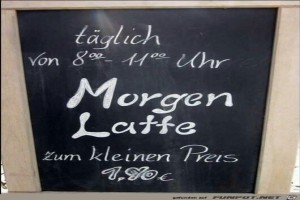 täglich
von 8⁰⁰ - 11⁰⁰ Uhr
Morgen
Latte
zum kleinen Preis
1,90€